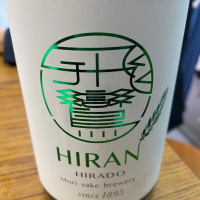 HIRAN
HIRADO
Mori sake brewery
since 1895